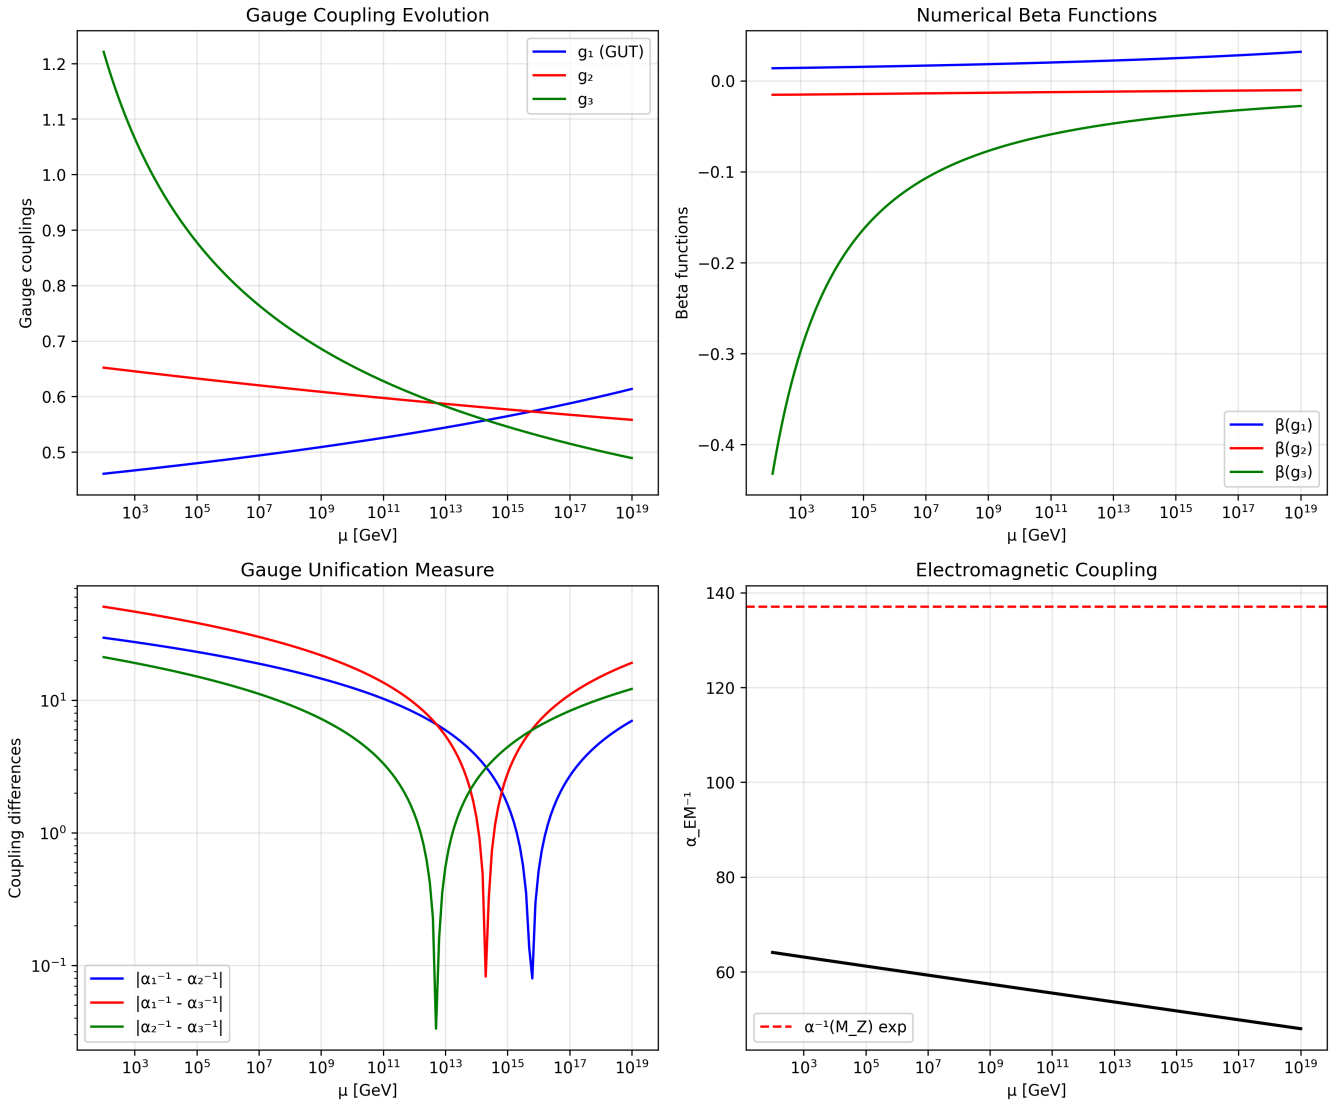 Gauge Coupling Evolution
Gauge couplings
1.2
1.1
1.0
0.9
0.8
0.7
0.6
0.5
g₁ (GUT)
g₂
g₃
10³ 10⁵ 10⁷ 10⁹ 10¹¹ 10¹³ 10¹⁵ 10¹⁷ 10¹⁹
μ [GeV]
Numerical Beta Functions
Beta functions
0.0
−0.1
−0.2
−0.3
−0.4
β(g₁)
β(g₂)
β(g₃)
10³ 10⁵ 10⁷ 10⁹ 10¹¹ 10¹³ 10¹⁵ 10¹⁷ 10¹⁹
μ [GeV]
Gauge Unification Measure
Coupling differences
10¹
10⁰
10⁻¹
|α₁⁻¹ - α₂⁻¹|
|α₁⁻¹ - α₃⁻¹|
|α₂⁻¹ - α₃⁻¹|
10³ 10⁵ 10⁷ 10⁹ 10¹¹ 10¹³ 10¹⁵ 10¹⁷ 10¹⁹
μ [GeV]
Electromagnetic Coupling
α_EM⁻¹
140
120
100
80
60
α⁻¹(M_Z) exp
10³ 10⁵ 10⁷ 10⁹ 10¹¹ 10¹³ 10¹⁵ 10¹⁷ 10¹⁹
μ [GeV]